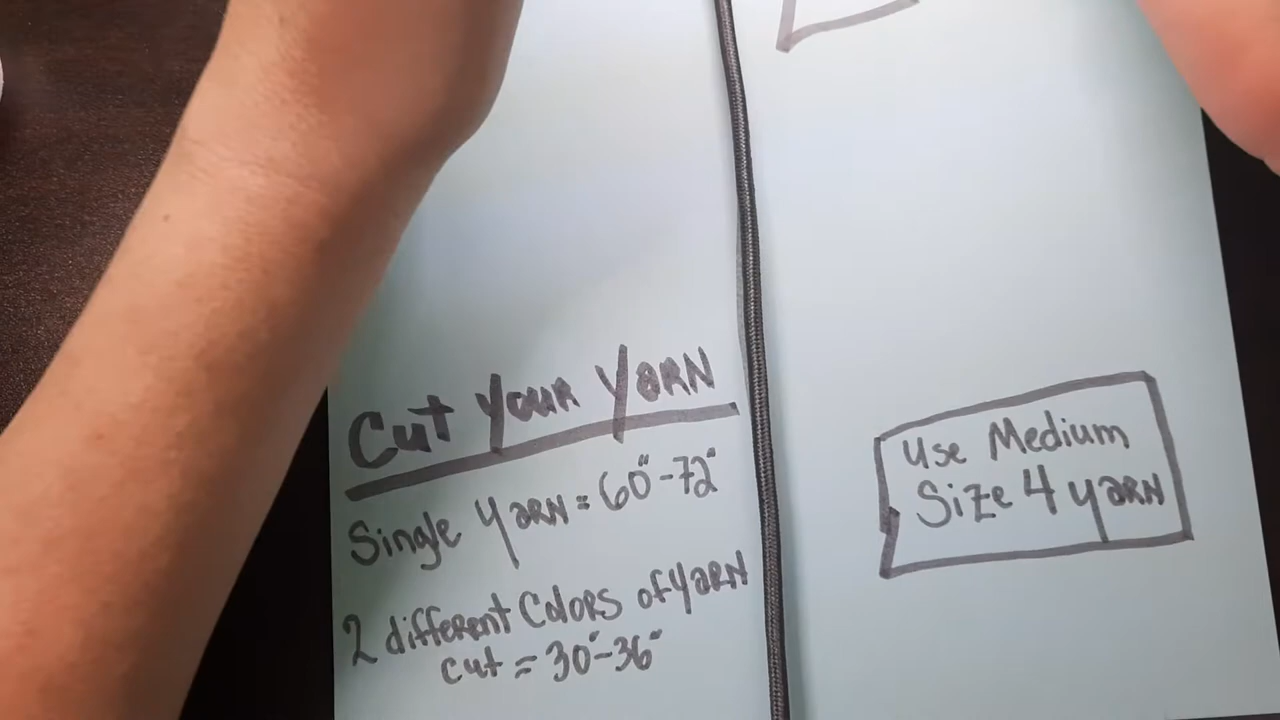 Cut your yarn
Single yarn = 60"-72"
2 different Colors of yarn
cut = 30"-36"
Use Medium
Size 4 yarn